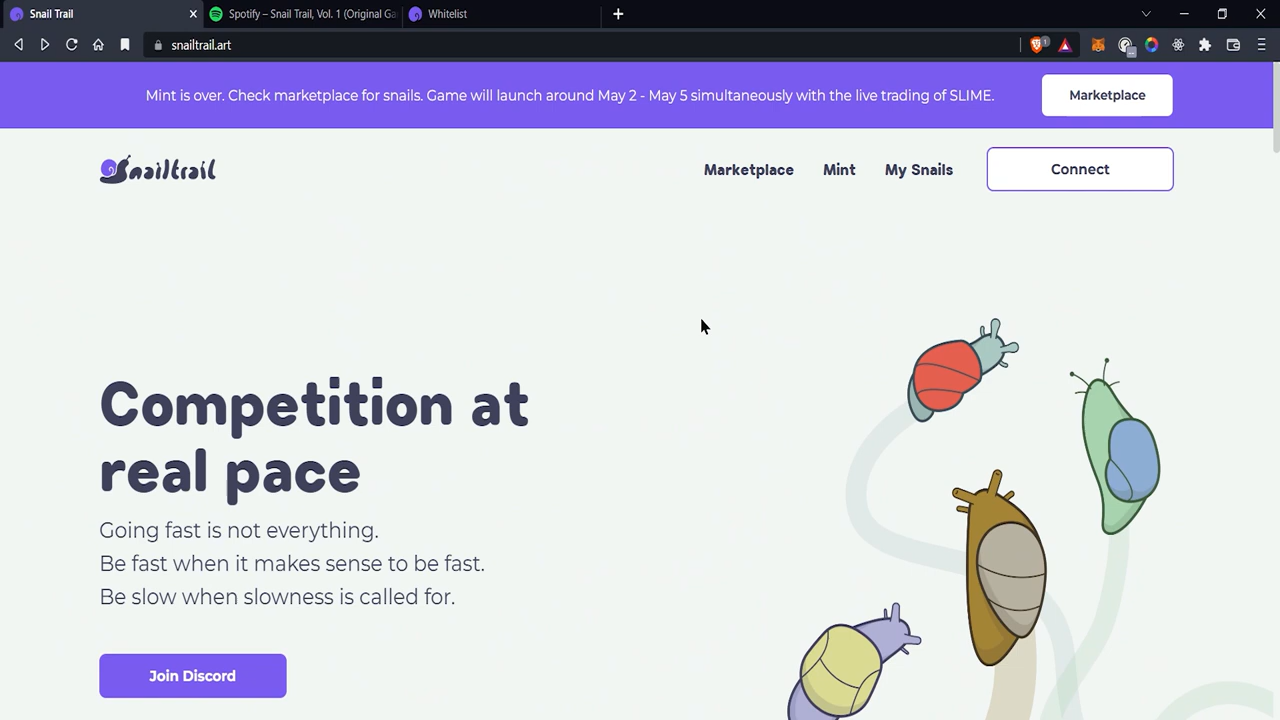 Snail Trail
Spotify – Snail Trail, Vol. 1 (Original Ga
Whitelist
snailtrail.art
1
Mint is over. Check marketplace for snails. Game will launch around May 2 - May 5 simultaneously with the live trading of SLIME.
Marketplace
Snailtrail
Marketplace
Mint
My Snails
Connect
Competition at
real pace
Going fast is not everything.
Be fast when it makes sense to be fast.
Be slow when slowness is called for.
Join Discord